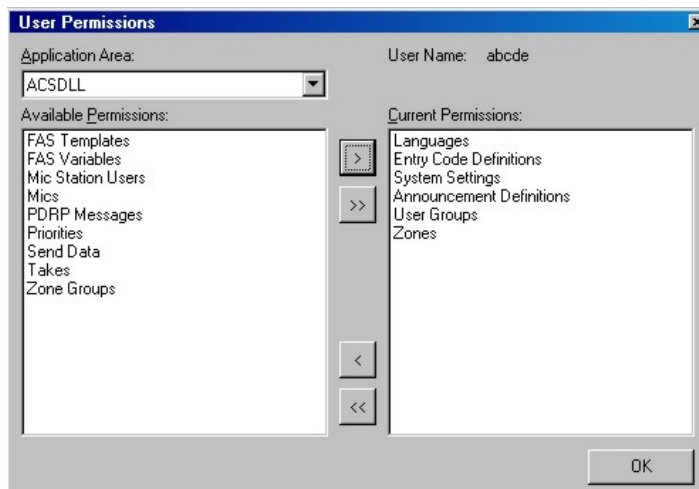 User Permissions
Application Area:
User Name: abcde
ACSDLL
Available Permissions:
Current Permissions:
FAS Templates
FAS Variables
Mic Station Users
Mics
PDRP Messages
Priorities
Send Data
Takes
Zone Groups
>
>>
<
<<
Languages
Entry Code Definitions
System Settings
Announcement Definitions
User Groups
Zones
OK